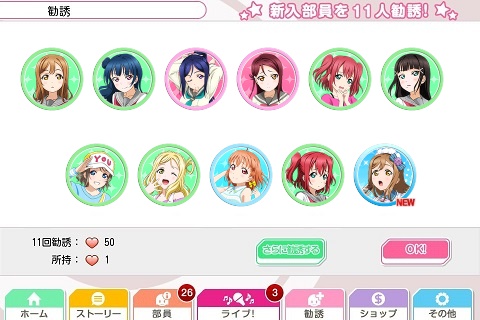 勧誘
新入部員を11人勧誘!
YOU
NEW
11回勧誘: 50
所持: 1
さらに勧誘する
OK!
26
3
ホーム
ストーリー
部員
ライブ!
勧誘
ショップ
その他